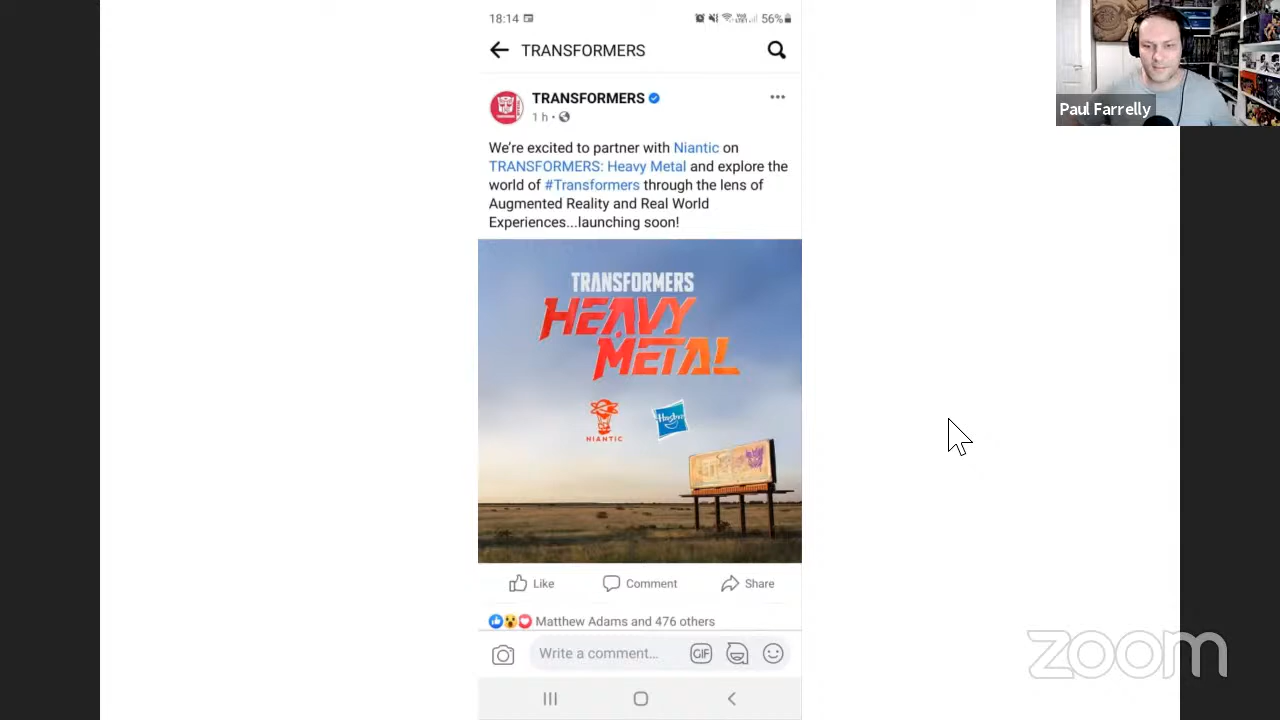 18:14
56%
TRANSFORMERS
TRANSFORMERS
1 h
We're excited to partner with Niantic on
TRANSFORMERS: Heavy Metal and explore the
world of #Transformers through the lens of
Augmented Reality and Real World
Experiences...launching soon!
TRANSFORMERS
HEAVY
METAL
NIANTIC
Hasbro
Like
Comment
Share
Matthew Adams and 476 others
Write a comment...
GIF
Paul Farrelly
zoom